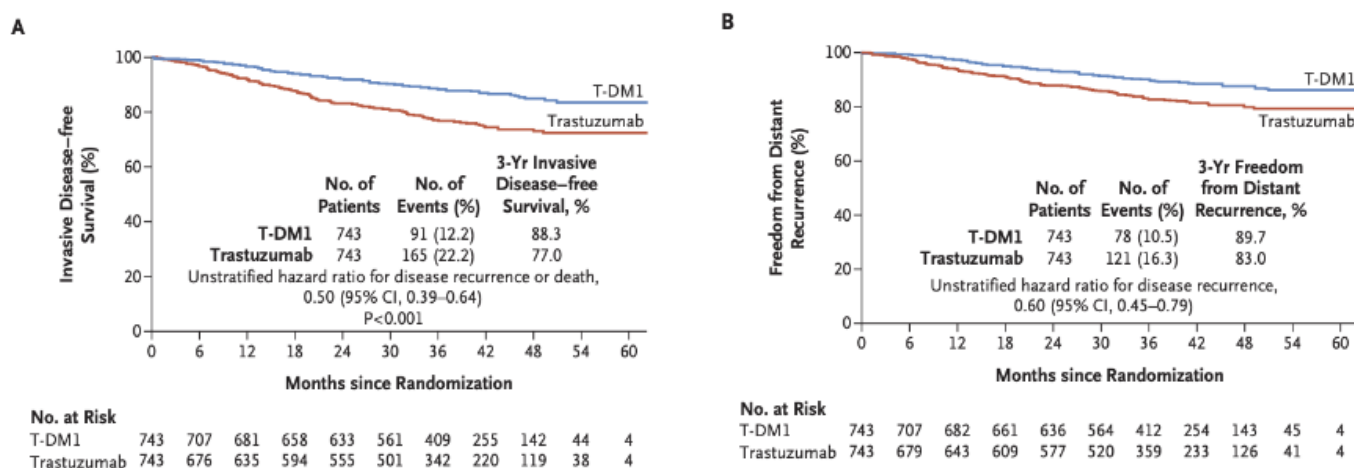 A
Invasive Disease–free
Survival (%)
100
80
60
40
20
0
T-DM1
Trastuzumab
No. of
Patients
No. of
Events (%)
3-Yr Invasive
Disease–free
Survival, %
T-DM1 743 91 (12.2) 88.3
Trastuzumab 743 165 (22.2) 77.0
Unstratified hazard ratio for disease recurrence or death,
0.50 (95% CI, 0.39–0.64)
P<0.001
0 6 12 18 24 30 36 42 48 54 60
Months since Randomization
No. at Risk
T-DM1 743 707 681 658 633 561 409 255 142 44 4
Trastuzumab 743 676 635 594 555 501 342 220 119 38 4
B
Freedom from Distant
Recurrence (%)
100
80
60
40
20
0
T-DM1
Trastuzumab
No. of
Patients
No. of
Events (%)
3-Yr Freedom
from Distant
Recurrence, %
T-DM1 743 78 (10.5) 89.7
Trastuzumab 743 121 (16.3) 83.0
Unstratified hazard ratio for disease recurrence,
0.60 (95% CI, 0.45–0.79)
0 6 12 18 24 30 36 42 48 54 60
Months since Randomization
No. at Risk
T-DM1 743 707 682 661 636 564 412 254 143 45 4
Trastuzumab 743 679 643 609 577 520 359 233 126 41 4